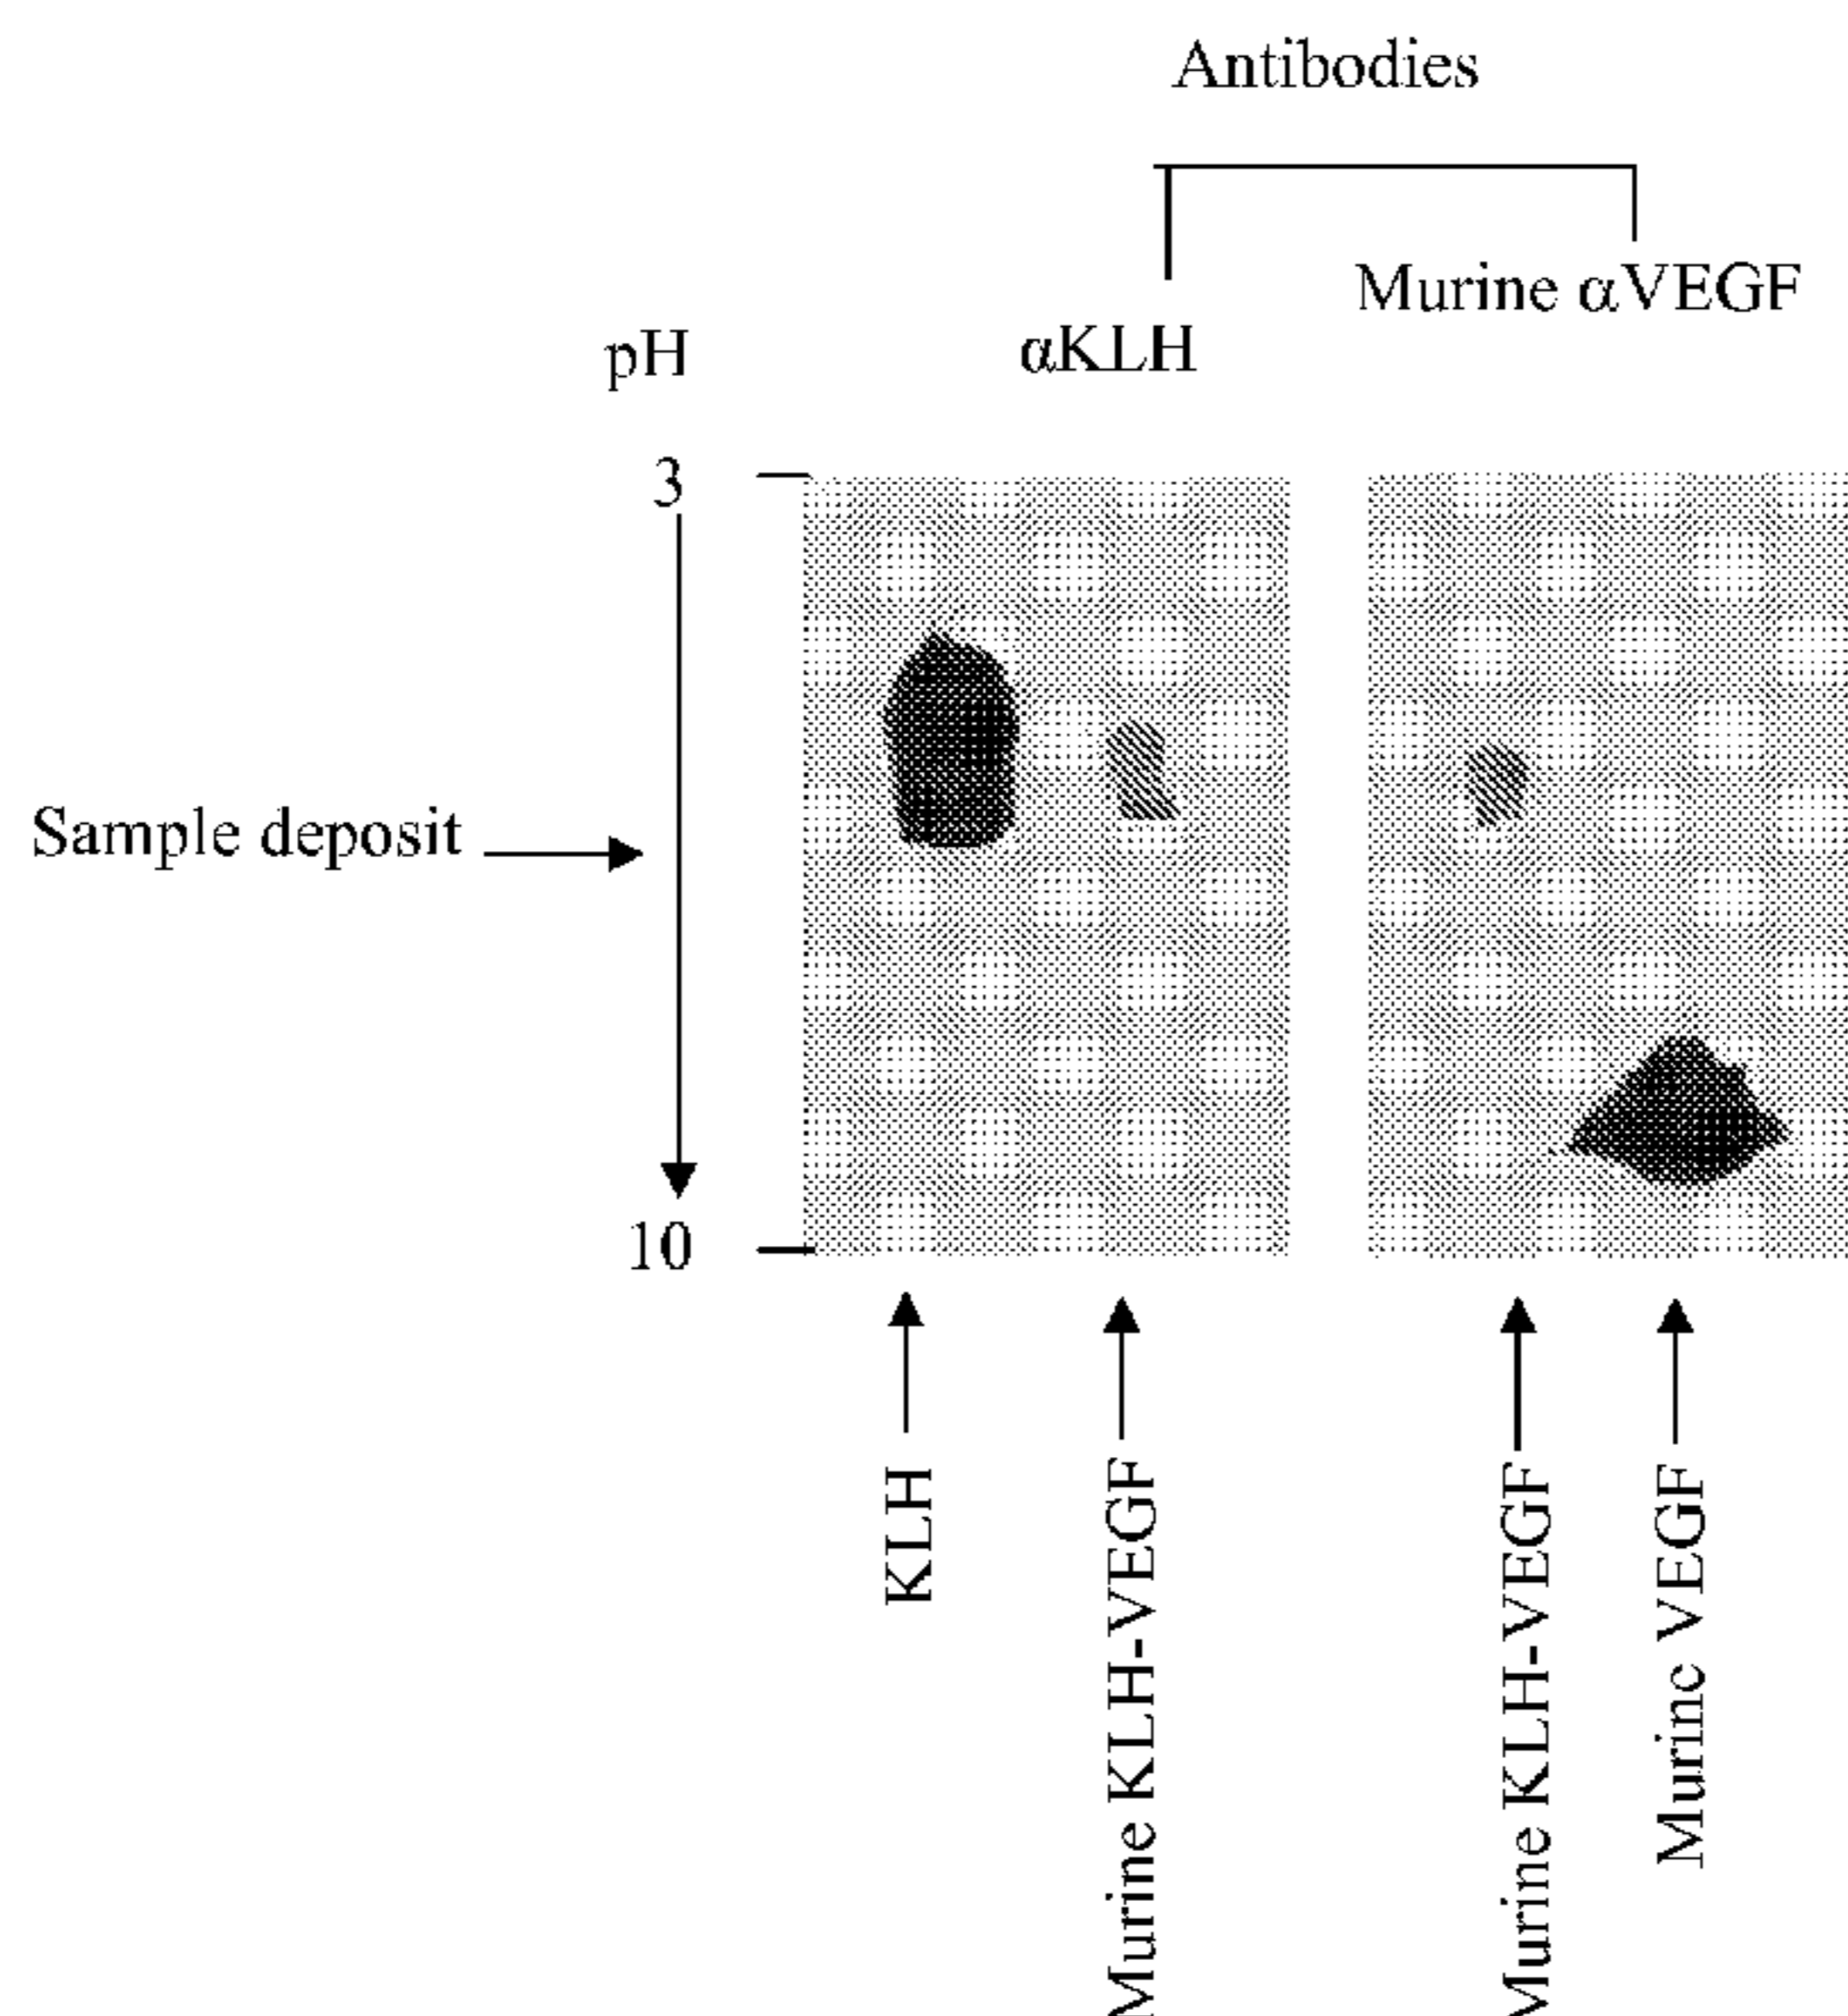 Antibodies
Murine αVEGF
pH
αKLH
3
Sample deposit
10
KLH
Murine KLH-VEGF
Murine KLH-VEGF
Murine VEGF